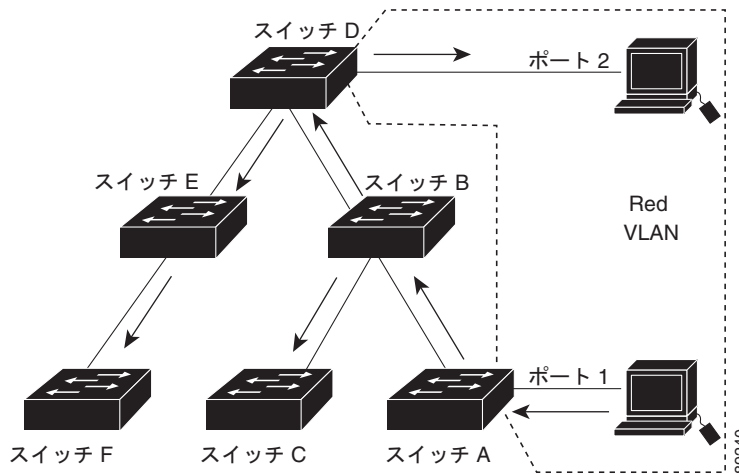 スイッチ D
ポート 2
スイッチ E
スイッチ B
Red
VLAN
ポート 1
スイッチ F
スイッチ C
スイッチ A